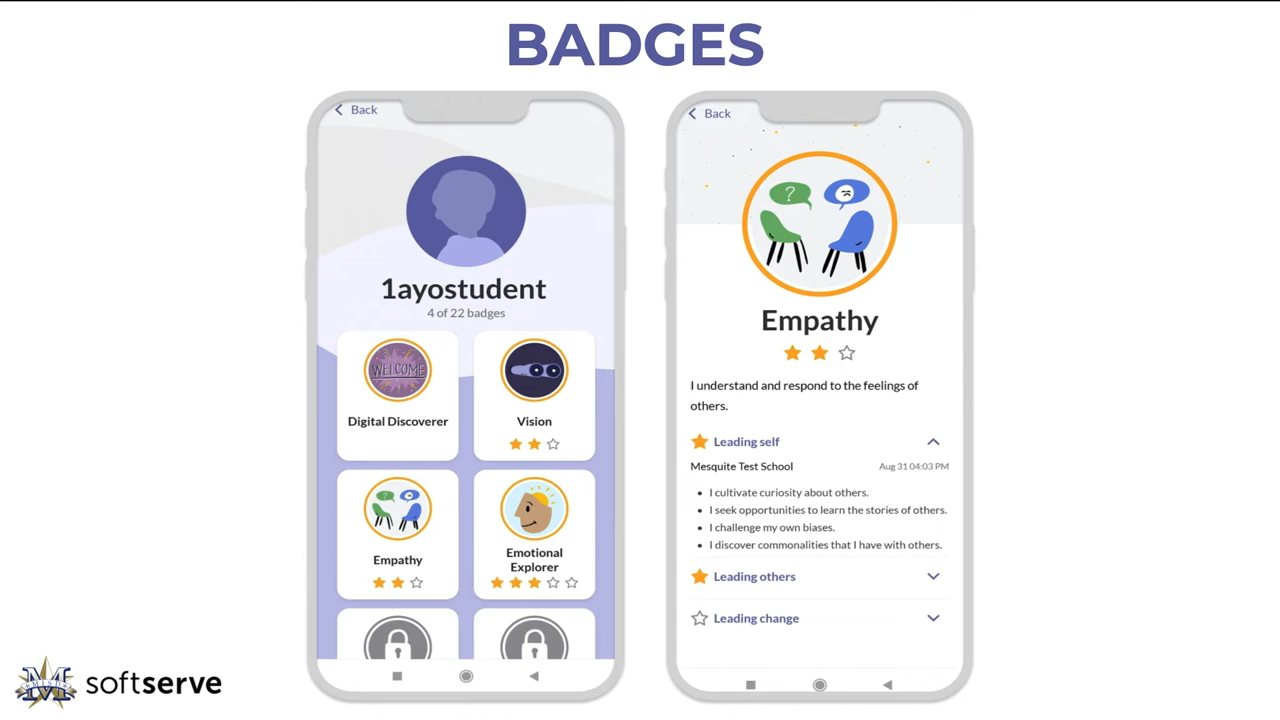 BADGES
Back
1ayostudent
4 of 22 badges
WELCOME
Digital Discoverer
Vision
Empathy
Emotional
Explorer
Back
?
Empathy
I understand and respond to the feelings of
others.
Leading self
Mesquite Test School Aug 31 04:03 PM
• I cultivate curiosity about others.
• I seek opportunities to learn the stories of others.
• I challenge my own biases.
• I discover commonalities that I have with others.
Leading others
Leading change
M
MISD
softserve